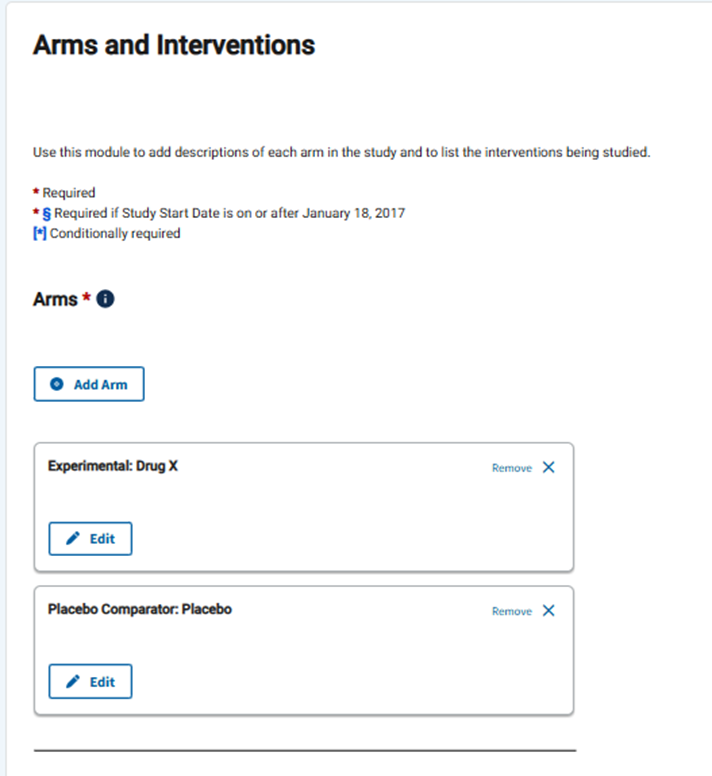 Arms and Interventions
Use this module to add descriptions of each arm in the study and to list the interventions being studied.
* Required
* § Required if Study Start Date is on or after January 18, 2017
[*] Conditionally required
Arms * i
Add Arm
Experimental: Drug X Remove X
Edit
Placebo Comparator: Placebo Remove X
Edit